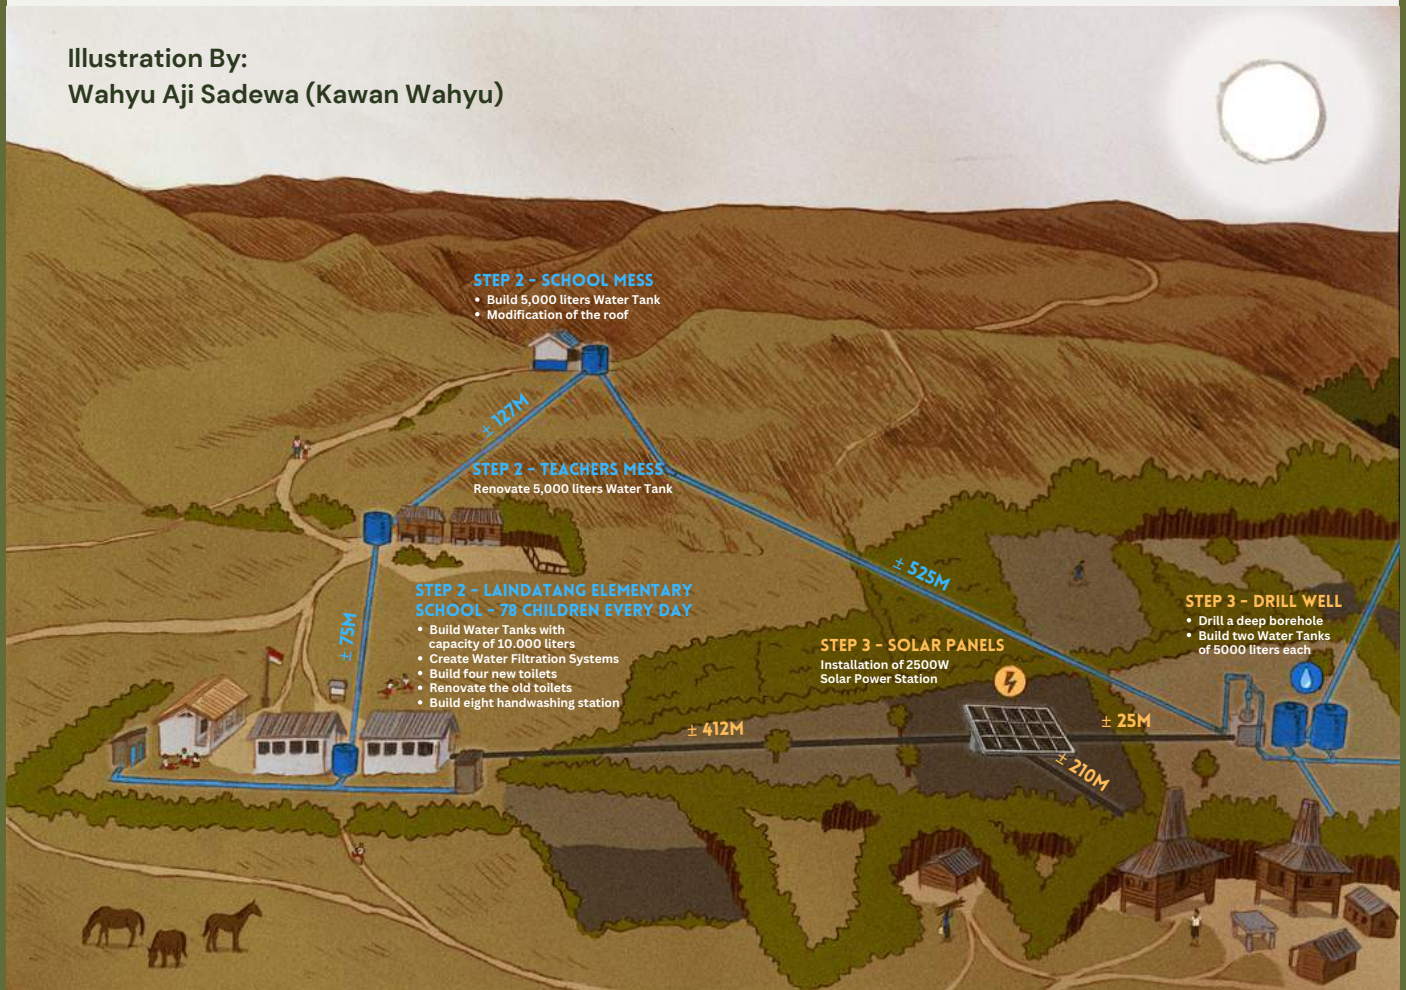 Illustration By:
Wahyu Aji Sadewa (Kawan Wahyu)
STEP 2 - SCHOOL MESS
• Build 5,000 liters Water Tank
• Modification of the roof
± 127M
STEP 2 - TEACHERS MESS
Renovate 5,000 liters Water Tank
± 525M
STEP 2 - LAINDATANG ELEMENTARY
SCHOOL - 78 CHILDREN EVERY DAY
• Build Water Tanks with
capacity of 10.000 liters
• Create Water Filtration Systems
• Build four new toilets
• Renovate the old toilets
• Build eight handwashing station
± 75M
STEP 3 - SOLAR PANELS
Installation of 2500W
Solar Power Station
STEP 3 - DRILL WELL
• Drill a deep borehole
• Build two Water Tanks
of 5000 liters each
± 412M
± 25M
± 210M